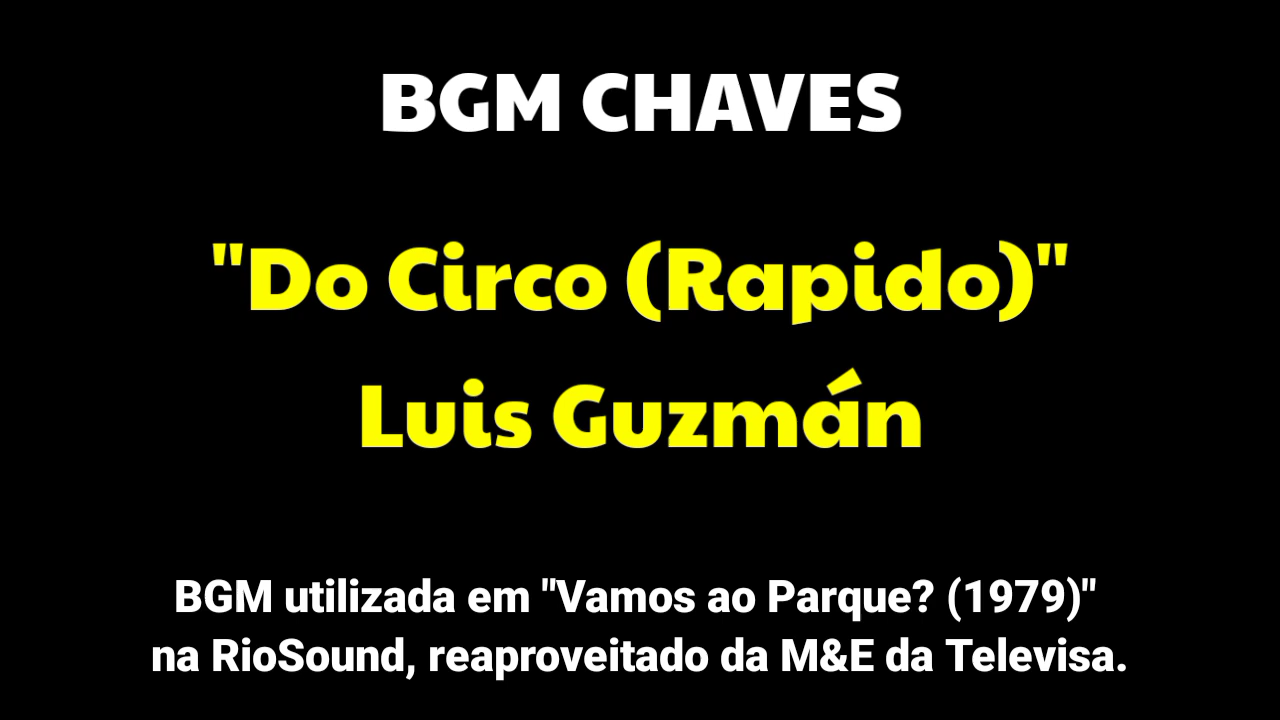 BGM CHAVES
"Do Circo (Rapido)"
Luis Guzmán
BGM utilizada em "Vamos ao Parque? (1979)"
na RioSound, reaproveitado da M&E da Televisa.